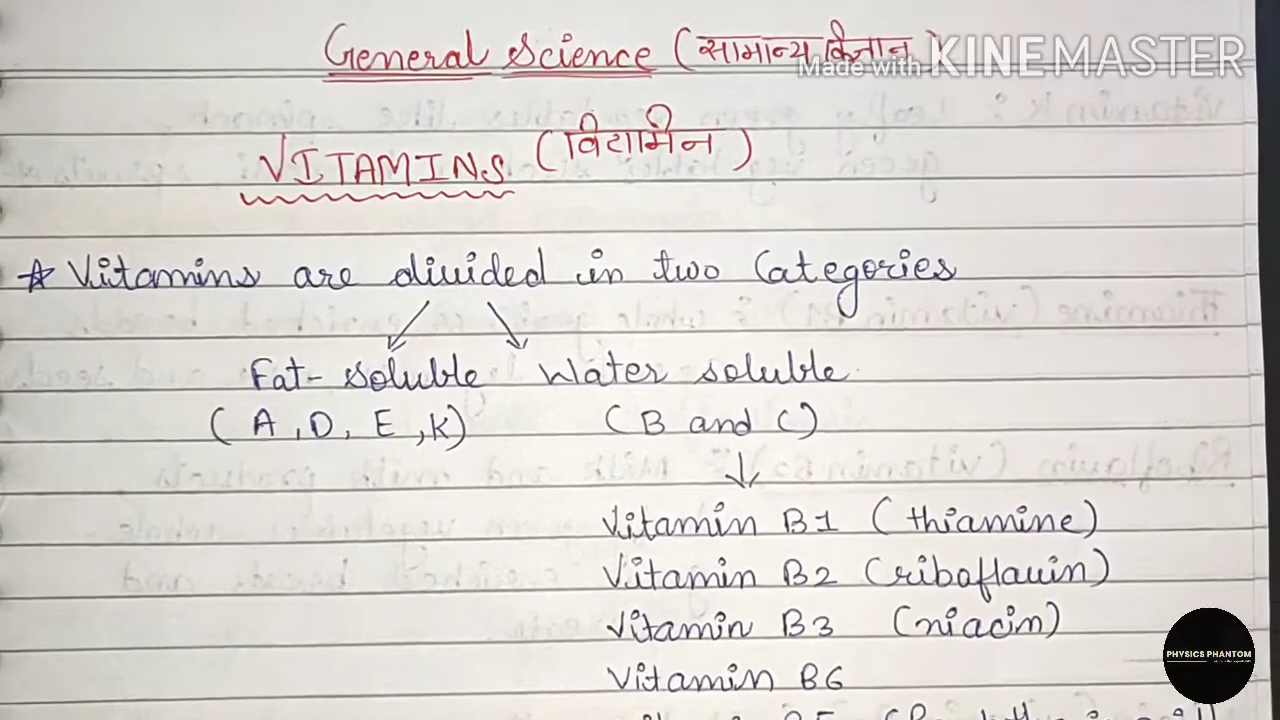 General Science (सामान्य विज्ञान)
Made with KINEMASTER
VITAMINS (विटामिन)
☆ Vitamins are divided in two Categories
Fat-soluble Water soluble
(A, D, E, K) (B and C)
Vitamin B1 (thiamine)
Vitamin B2 (riboflavin)
Vitamin B3 (niacin)
Vitamin B6
PHYSICS PHANTOM